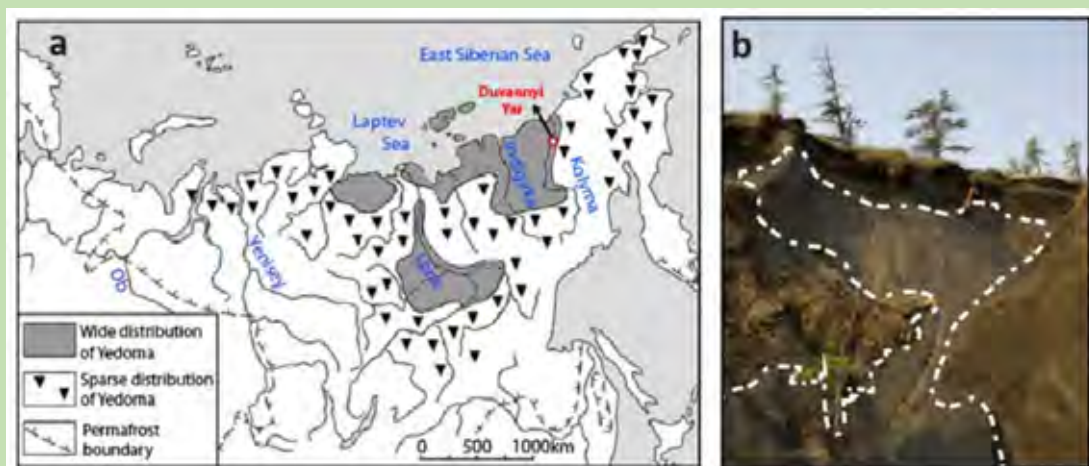 a
East Siberian Sea
Duvannyi
Yar
Laptev
Sea
Indigirka
Kolyma
Lena
Yenisey
Ob
Wide distribution
of Yedoma
Sparse distribution
of Yedoma
Permafrost
boundary
0 500 1000km
b